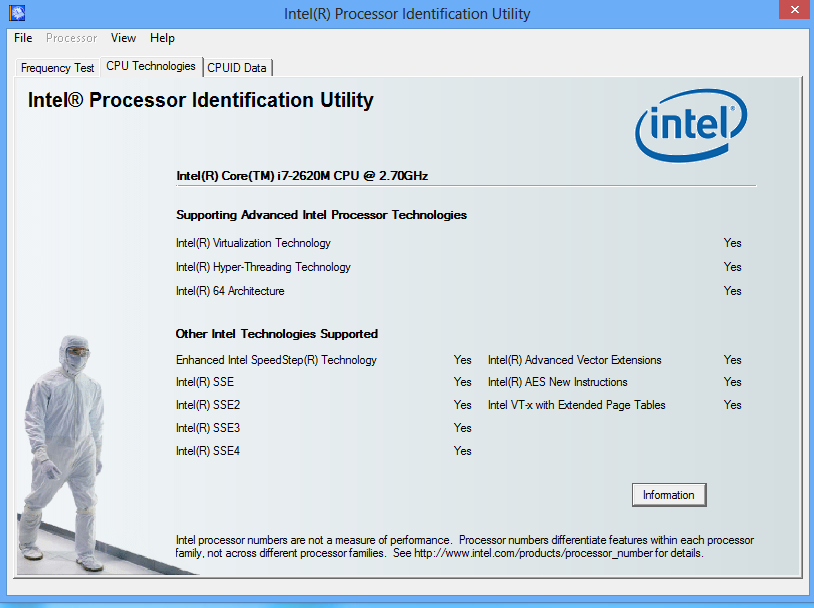 Intel(R) Processor Identification Utility
File Processor View Help
Frequency Test CPU Technologies CPUID Data
Intel® Processor Identification Utility
intel®
Intel(R) Core(TM) i7-2620M CPU @ 2.70GHz
Supporting Advanced Intel Processor Technologies
Intel(R) Virtualization Technology Yes
Intel(R) Hyper-Threading Technology Yes
Intel(R) 64 Architecture Yes
Other Intel Technologies Supported
Enhanced Intel SpeedStep(R) Technology Yes Intel(R) Advanced Vector Extensions Yes
Intel(R) SSE Yes Intel(R) AES New Instructions Yes
Intel(R) SSE2 Yes Intel VT-x with Extended Page Tables Yes
Intel(R) SSE3 Yes
Intel(R) SSE4 Yes
Information
Intel processor numbers are not a measure of performance. Processor numbers differentiate features within each processor
family, not across different processor families. See http://www.intel.com/products/processor_number for details.